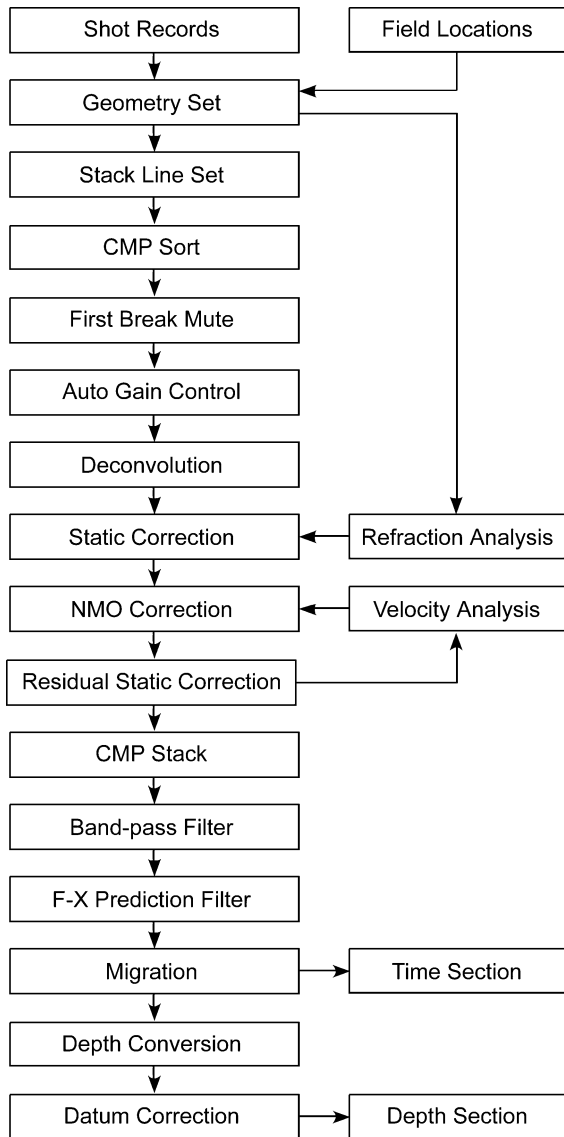 Shot Records
Field Locations
Geometry Set
Stack Line Set
CMP Sort
First Break Mute
Auto Gain Control
Deconvolution
Static Correction
Refraction Analysis
NMO Correction
Velocity Analysis
Residual Static Correction
CMP Stack
Band-pass Filter
F-X Prediction Filter
Migration
Time Section
Depth Conversion
Datum Correction
Depth Section